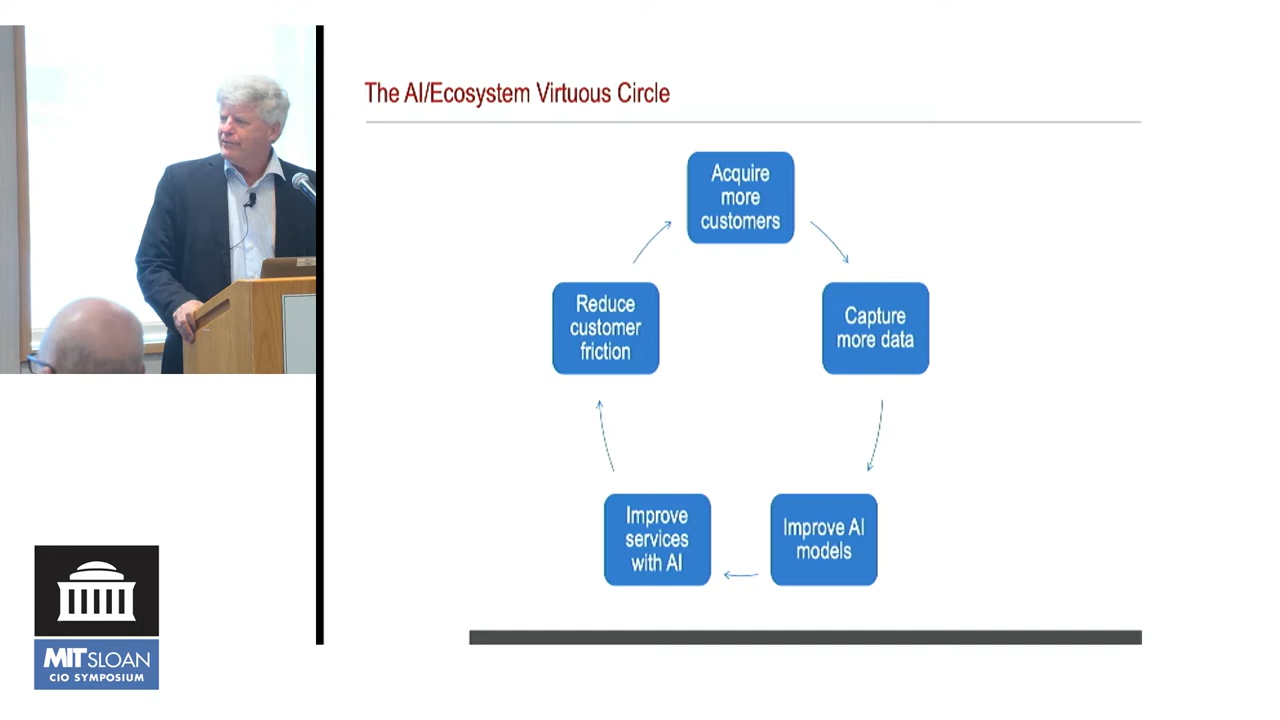 The AI/Ecosystem Virtuous Circle
Acquire
more
customers
Capture
more data
Improve AI
models
Improve
services
with AI
Reduce
customer
friction
MIT SLOAN
CIO SYMPOSIUM